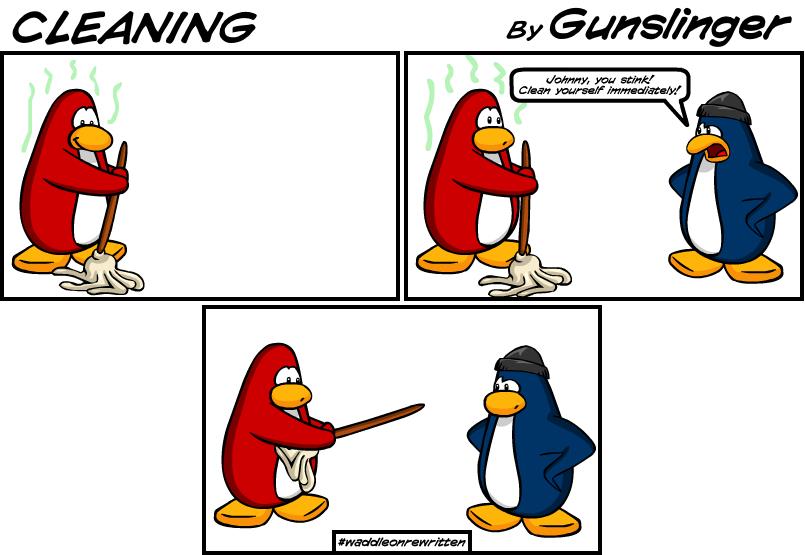 CLEANING
By Gunslinger
Johnny, you stink!
Clean yourself immediately!
#waddleonrewritten